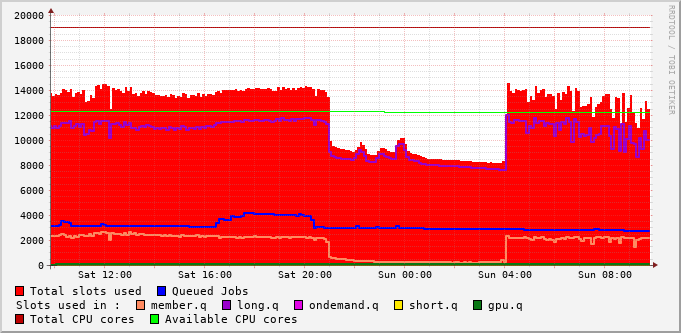 20000
18000
16000
14000
12000
10000
8000
6000
4000
2000
0
Sat 12:00 Sat 16:00 Sat 20:00 Sun 00:00 Sun 04:00 Sun 08:00
RRDTOOL / TOBI OETIKER
Total slots used Queued Jobs
Slots used in : member.q long.q ondemand.q short.q gpu.q
Total CPU cores Available CPU cores